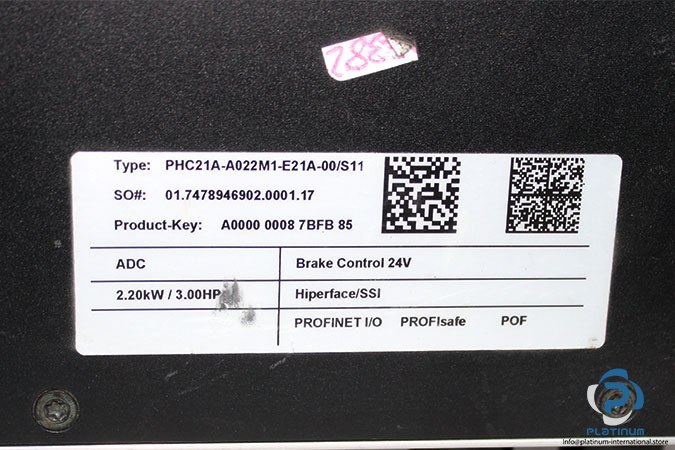 3382
Type: PHC21A-A022M1-E21A-00/S11
SO#: 01.7478946902.0001.17
Product-Key: A0000 0008 7BFB 85
ADC
Brake Control 24V
2.20kW / 3.00HP
Hiperface/SSI
PROFINET I/O PROFIsafe POF
PLATINUM
info@platinum-international.store